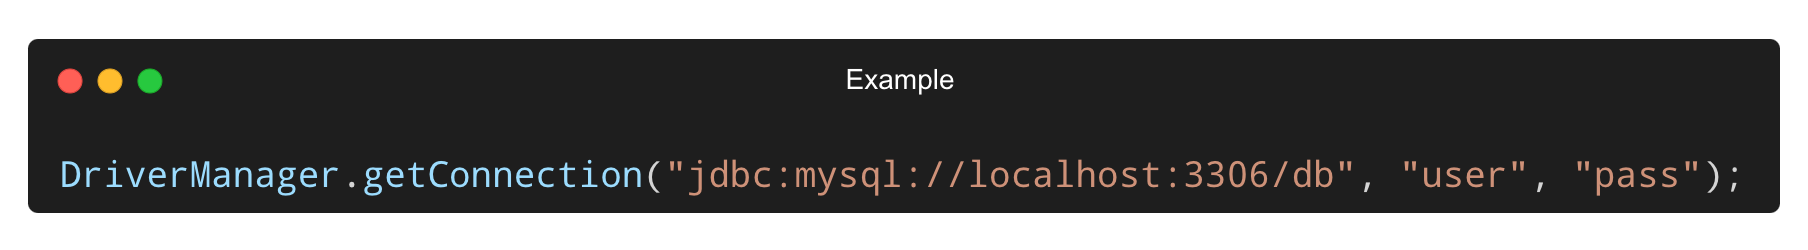 Example
DriverManager.getConnection("jdbc:mysql://localhost:3306/db", "user", "pass");